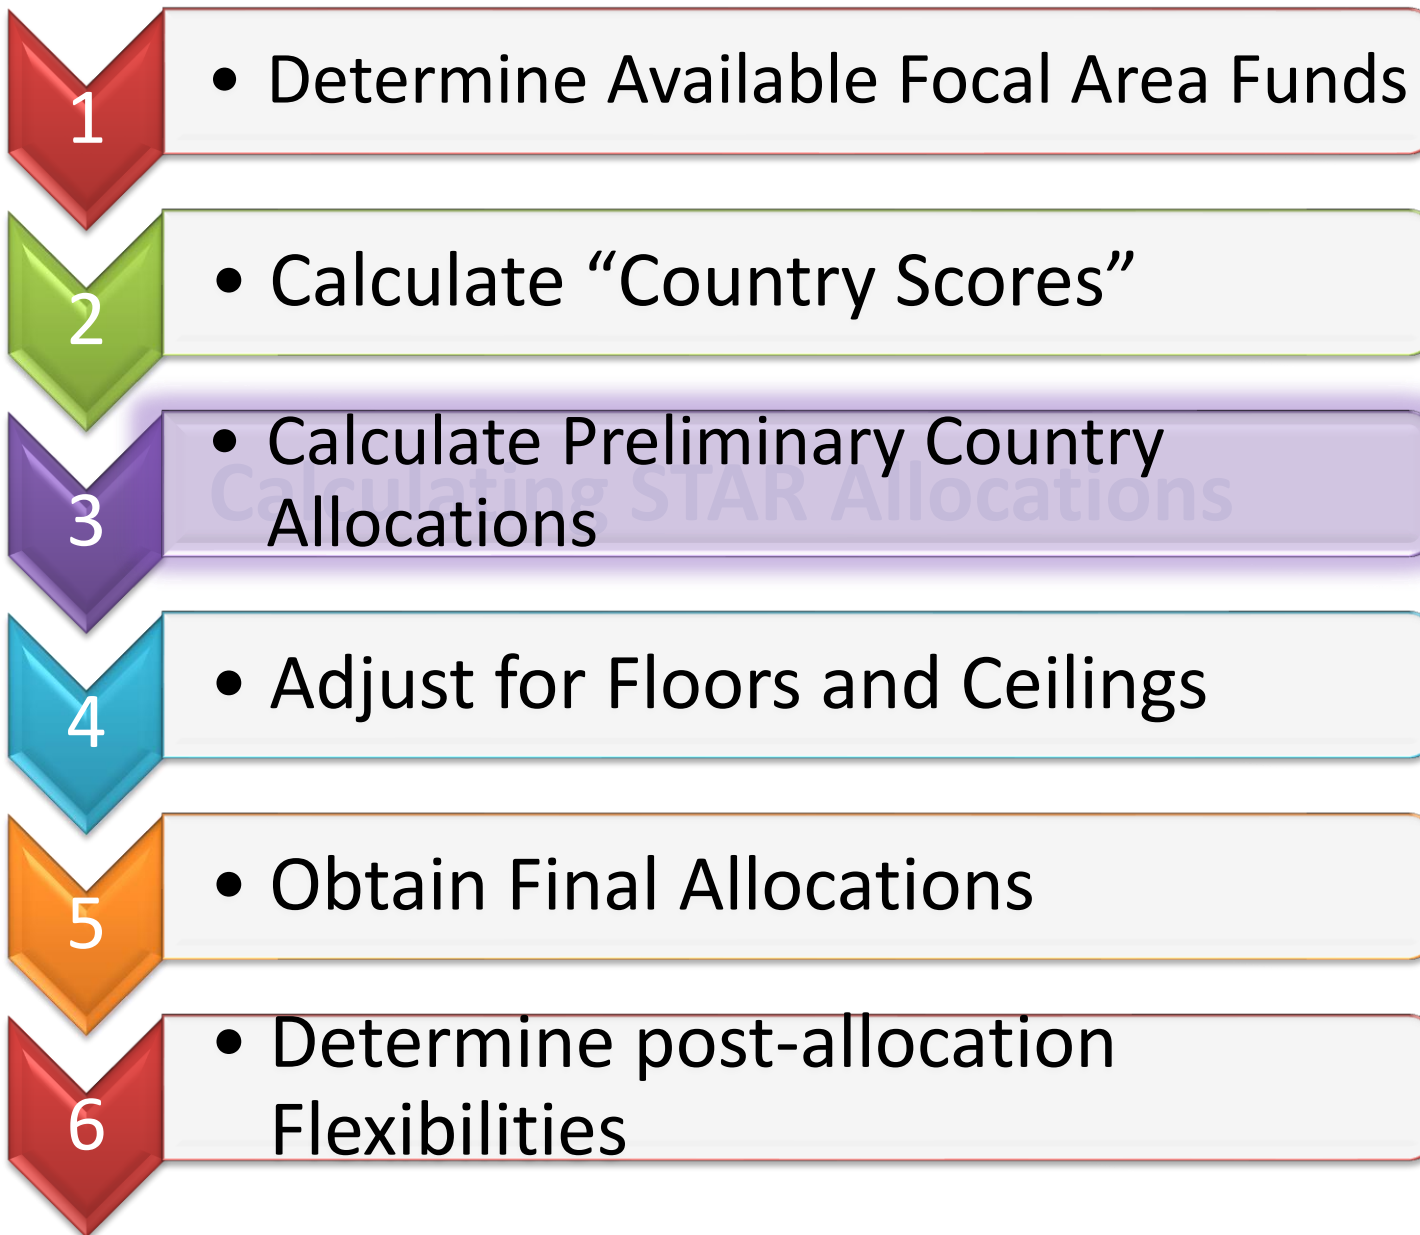 1
• Determine Available Focal Area Funds
2
• Calculate “Country Scores”
3
• Calculate Preliminary Country
Allocations
Calculating STAR Allocations
4
• Adjust for Floors and Ceilings
5
• Obtain Final Allocations
6
• Determine post-allocation
Flexibilities